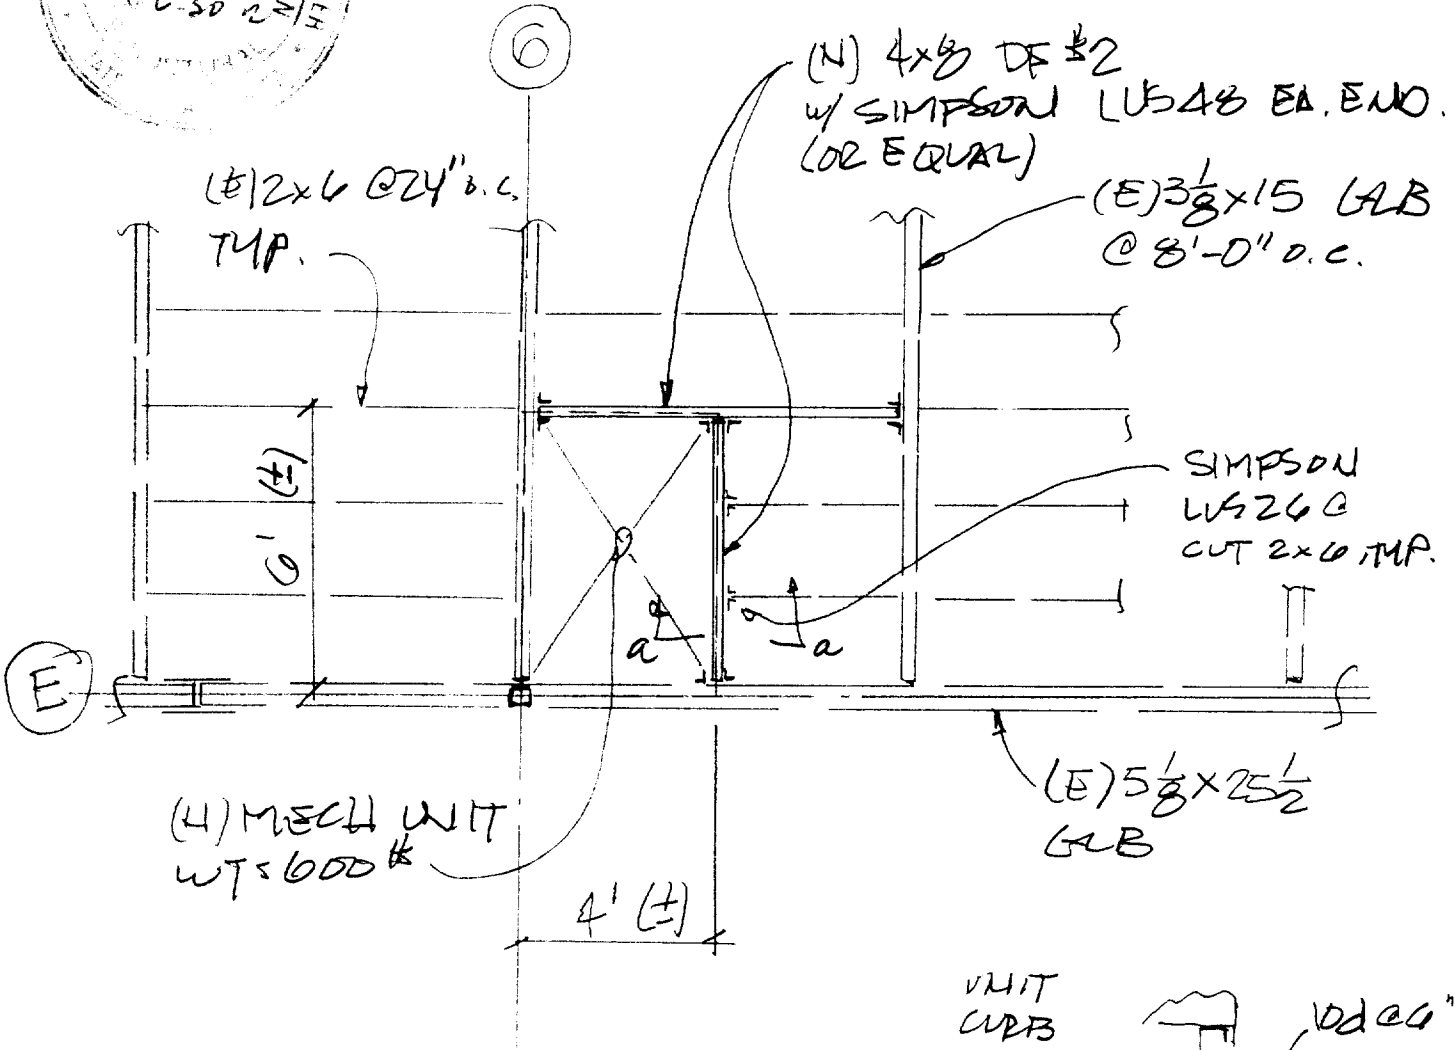 6
(N) 4x8 DF #2
w/ SIMPSON LUS48 EA. END.
(OR EQUAL)
(E) 2x6 @24" o.c.
TYP.
(E) 3 1/8 x 15 GLB
@ 8'-0" o.c.
6' (±)
SIMPSON
LUS26 @
CUT 2x6, TYP.
a
a
E
(E) 5 1/8 x 25 1/2
GLB
(N) MECH UNIT
WT ≤ 600 #
4' (±)
UNIT
CURB
10d @ 6"